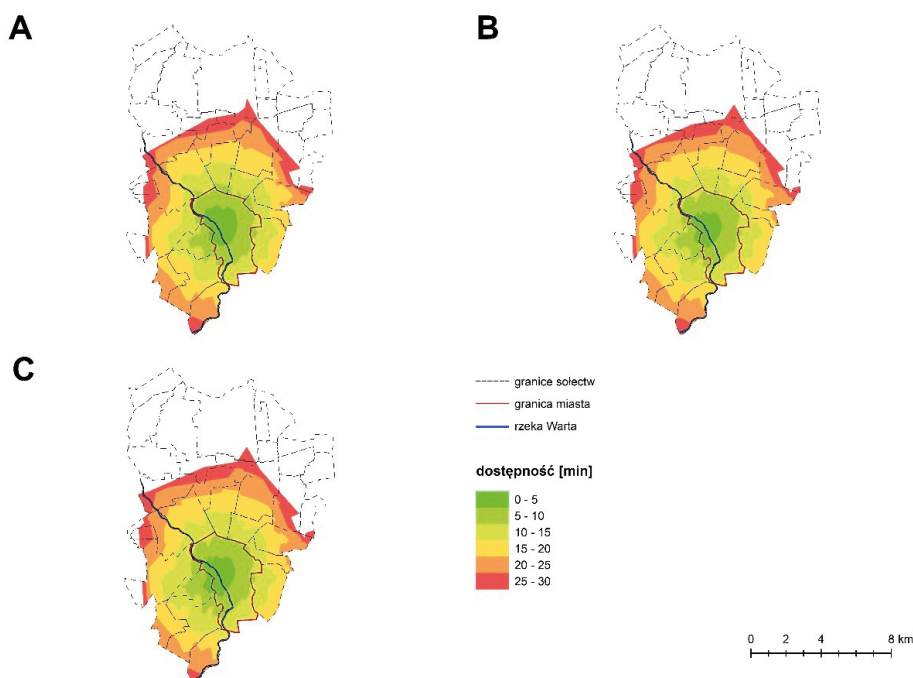 A
B
C
granice sołectw
granica miasta
rzeka Warta
dostępność [min]
0 - 5
5 - 10
10 - 15
15 - 20
20 - 25
25 - 30
0 2 4 8 km